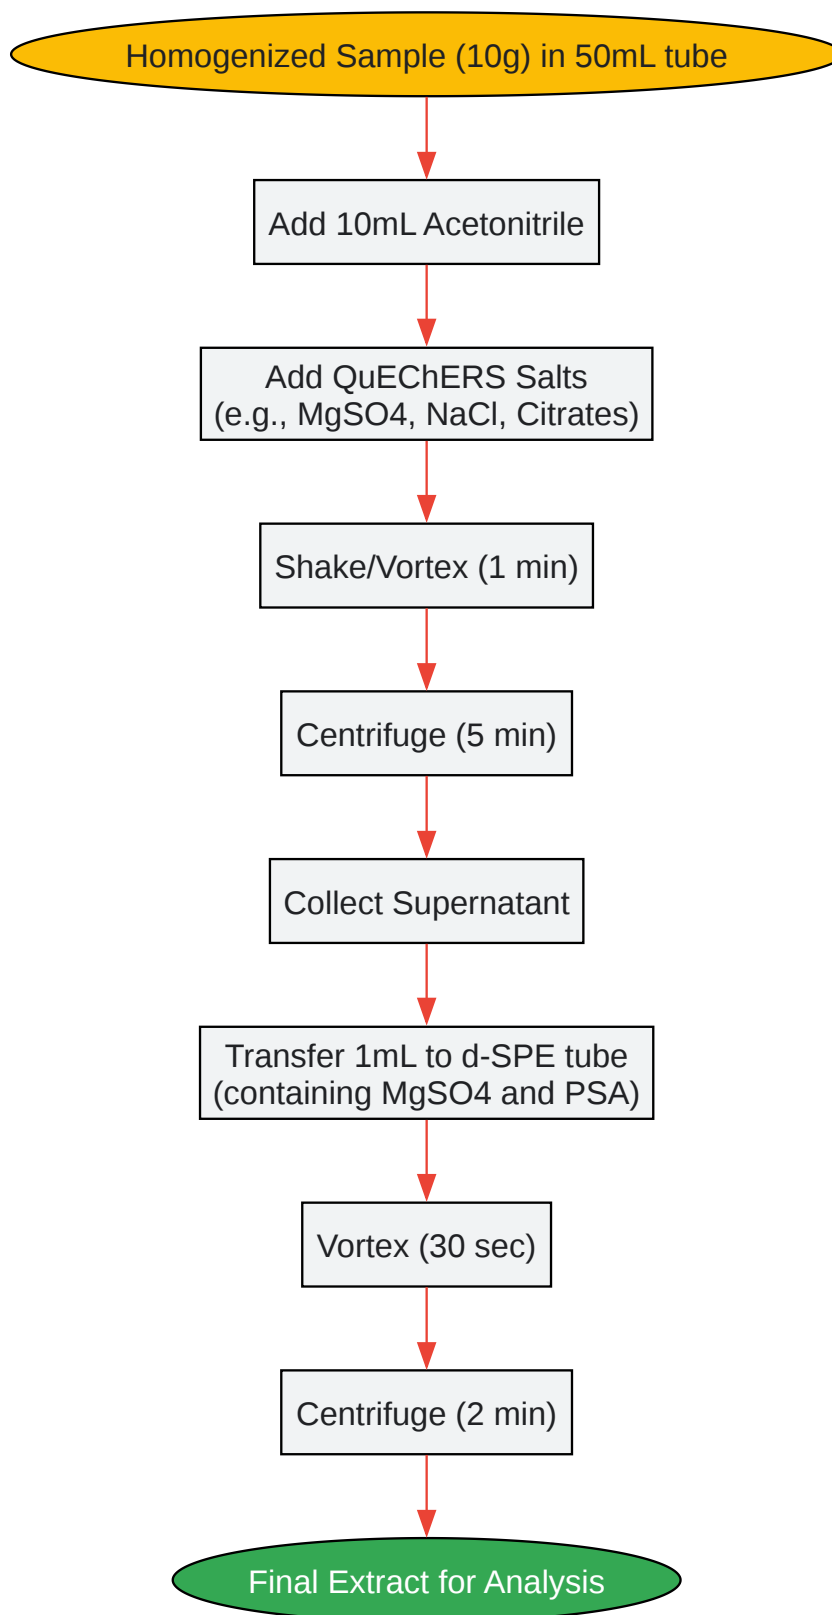 Homogenized Sample (10g) in 50mL tube
Add 10mL Acetonitrile
Add QuEChERS Salts
(e.g., MgSO4, NaCl, Citrates)
Shake/Vortex (1 min)
Centrifuge (5 min)
Collect Supernatant
Transfer 1mL to d-SPE tube
(containing MgSO4 and PSA)
Vortex (30 sec)
Centrifuge (2 min)
Final Extract for Analysis